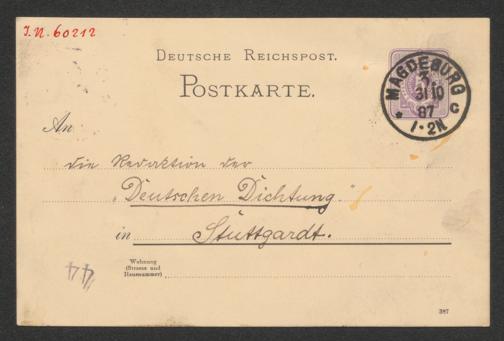 I.N. 60212
DEUTSCHE REICHSPOST.
POSTKARTE.
MAGDEBURG
31 10
87
1-2N
* c
An
die Redaktion der
„Deutschen Dichtung“
in Stuttgardt.
Wohnung
(Strasse und
Hausnummer)
44
387